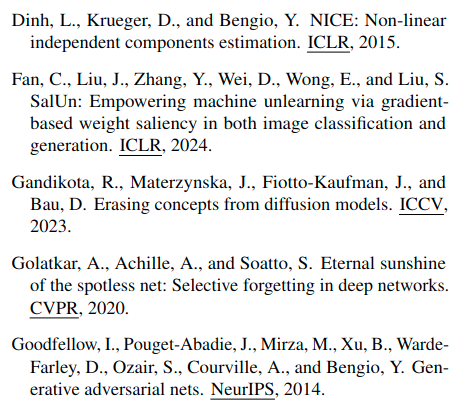 Dinh, L., Krueger, D., and Bengio, Y. NICE: Non-linear
independent components estimation. ICLR, 2015.
Fan, C., Liu, J., Zhang, Y., Wei, D., Wong, E., and Liu, S.
SalUn: Empowering machine unlearning via gradient-
based weight saliency in both image classification and
generation. ICLR, 2024.
Gandikota, R., Materzynska, J., Fiotto-Kaufman, J., and
Bau, D. Erasing concepts from diffusion models. ICCV,
2023.
Golatkar, A., Achille, A., and Soatto, S. Eternal sunshine
of the spotless net: Selective forgetting in deep networks.
CVPR, 2020.
Goodfellow, I., Pouget-Abadie, J., Mirza, M., Xu, B., Warde-
Farley, D., Ozair, S., Courville, A., and Bengio, Y. Gen-
erative adversarial nets. NeurIPS, 2014.